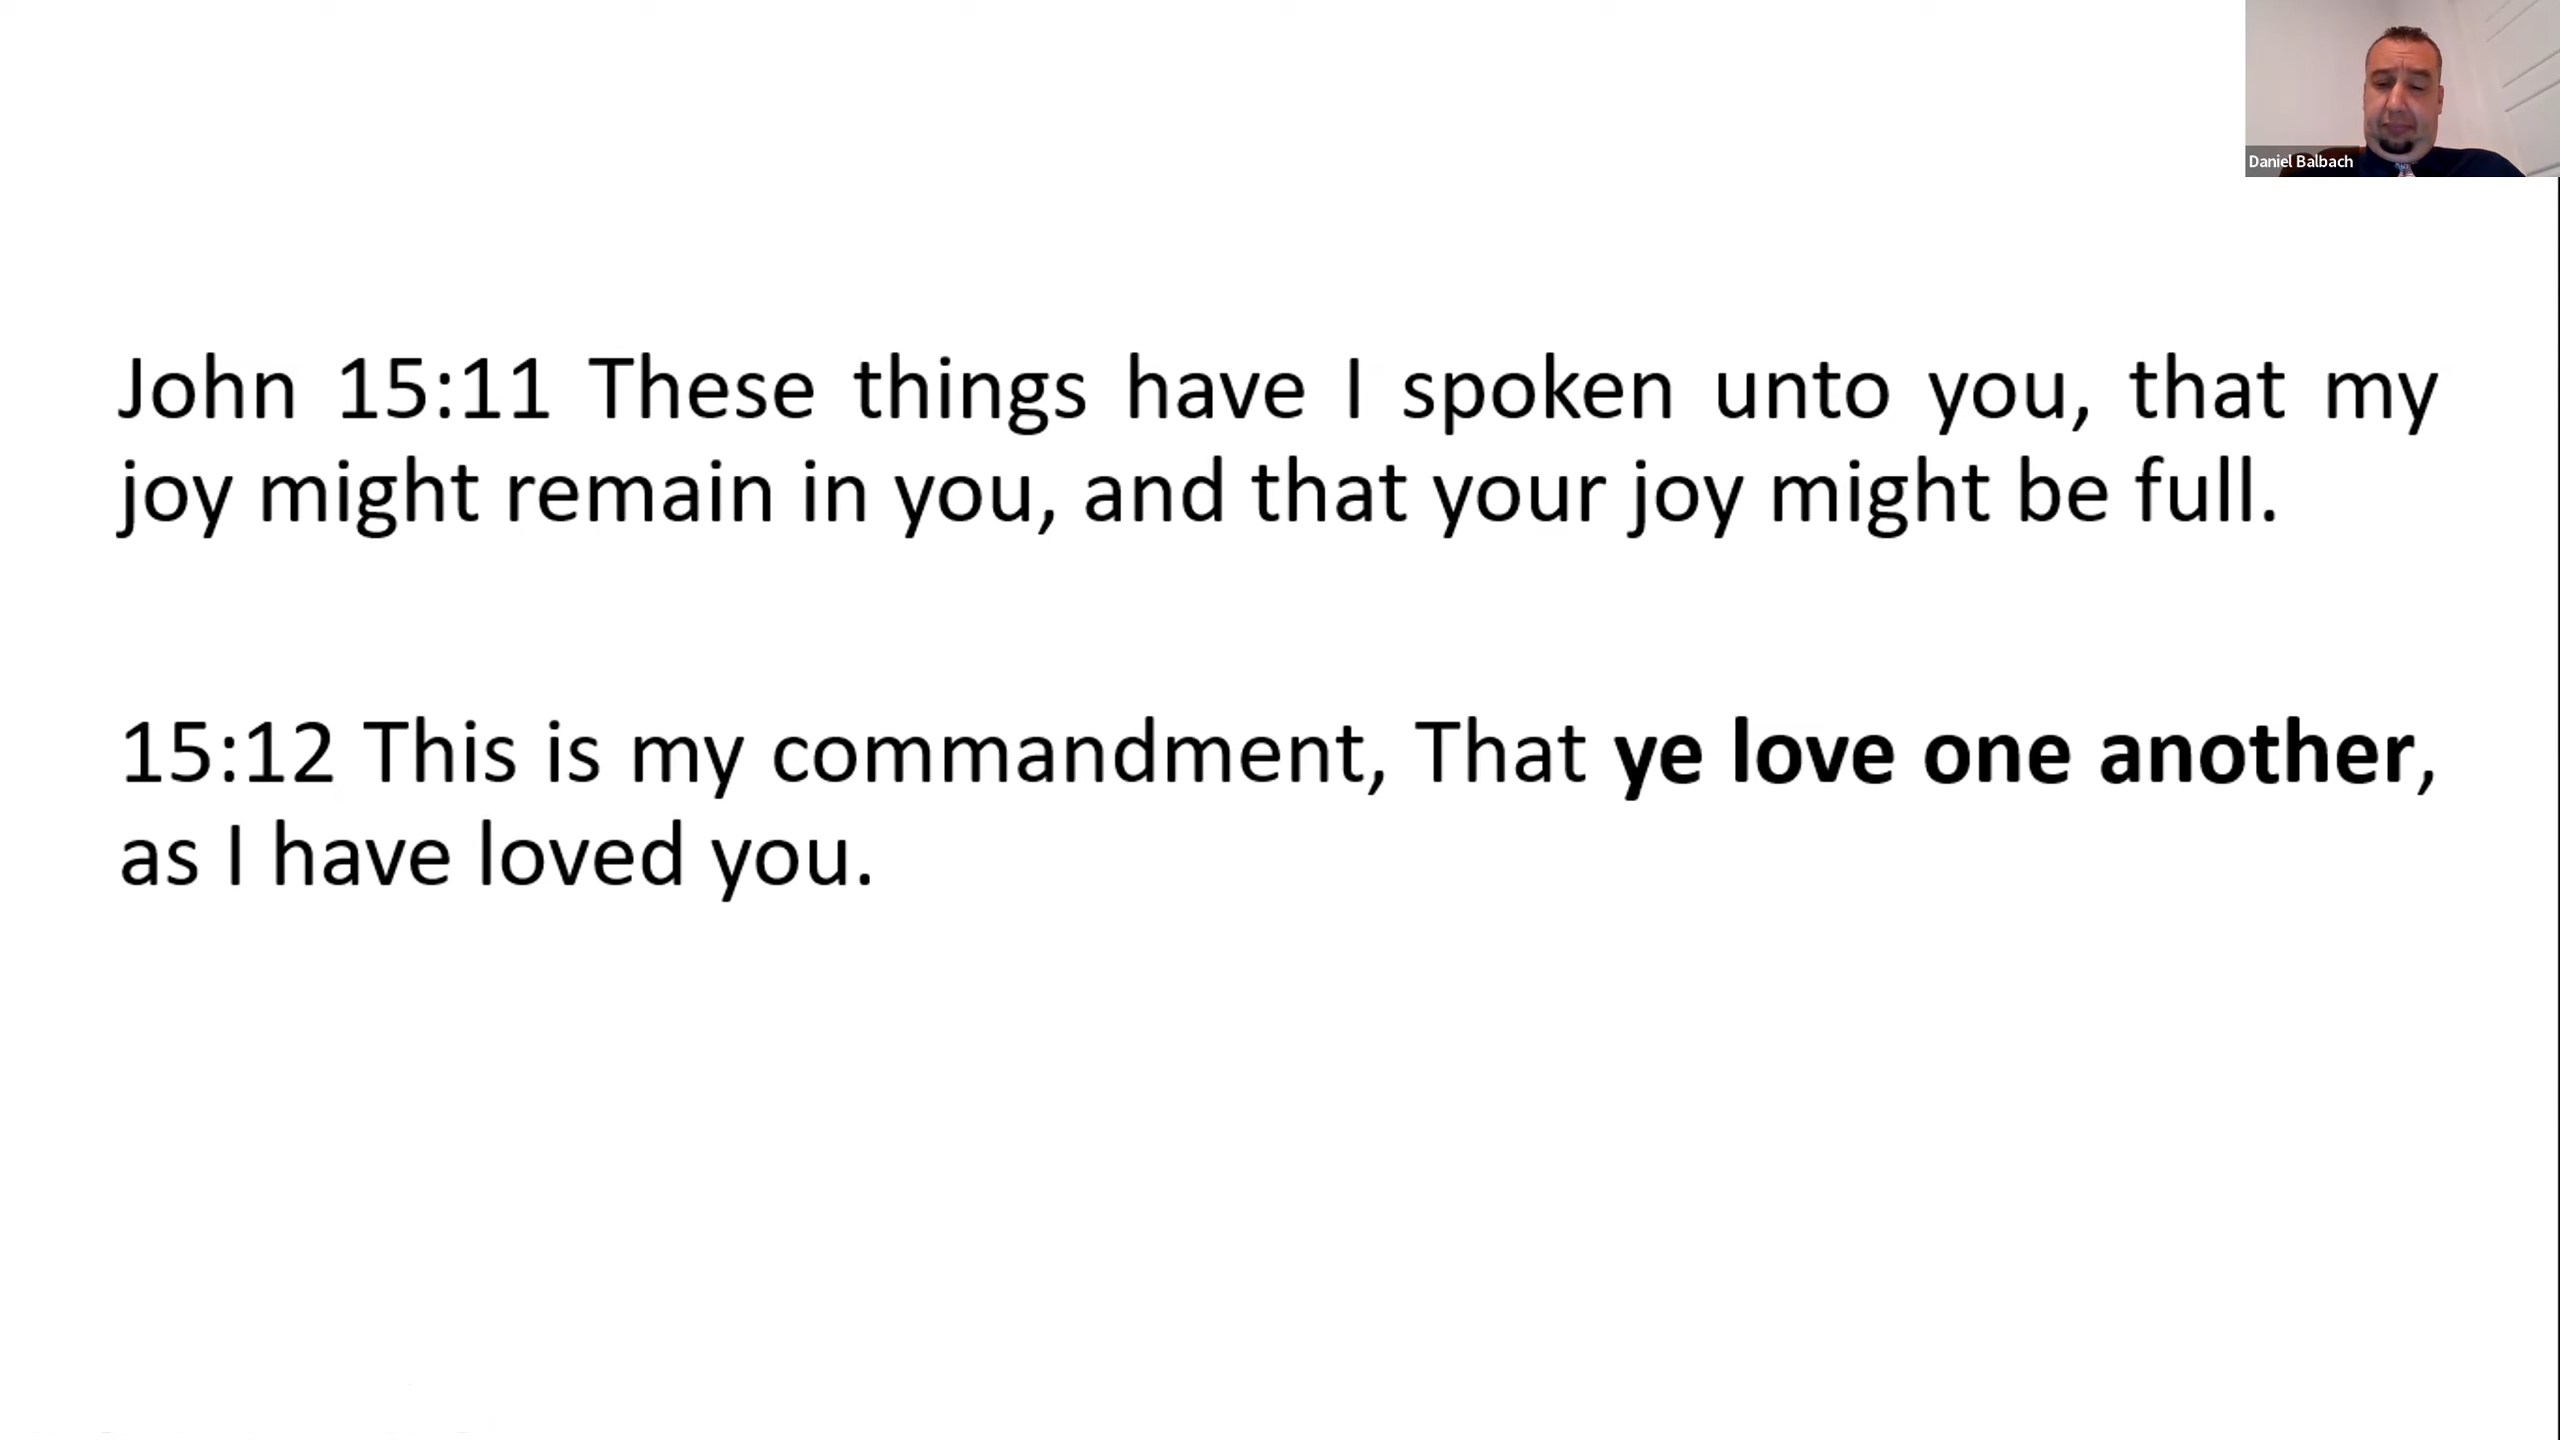 Daniel Balbach
John 15:11 These things have I spoken unto you, that my
joy might remain in you, and that your joy might be full.
15:12 This is my commandment, That ye love one another,
as I have loved you.